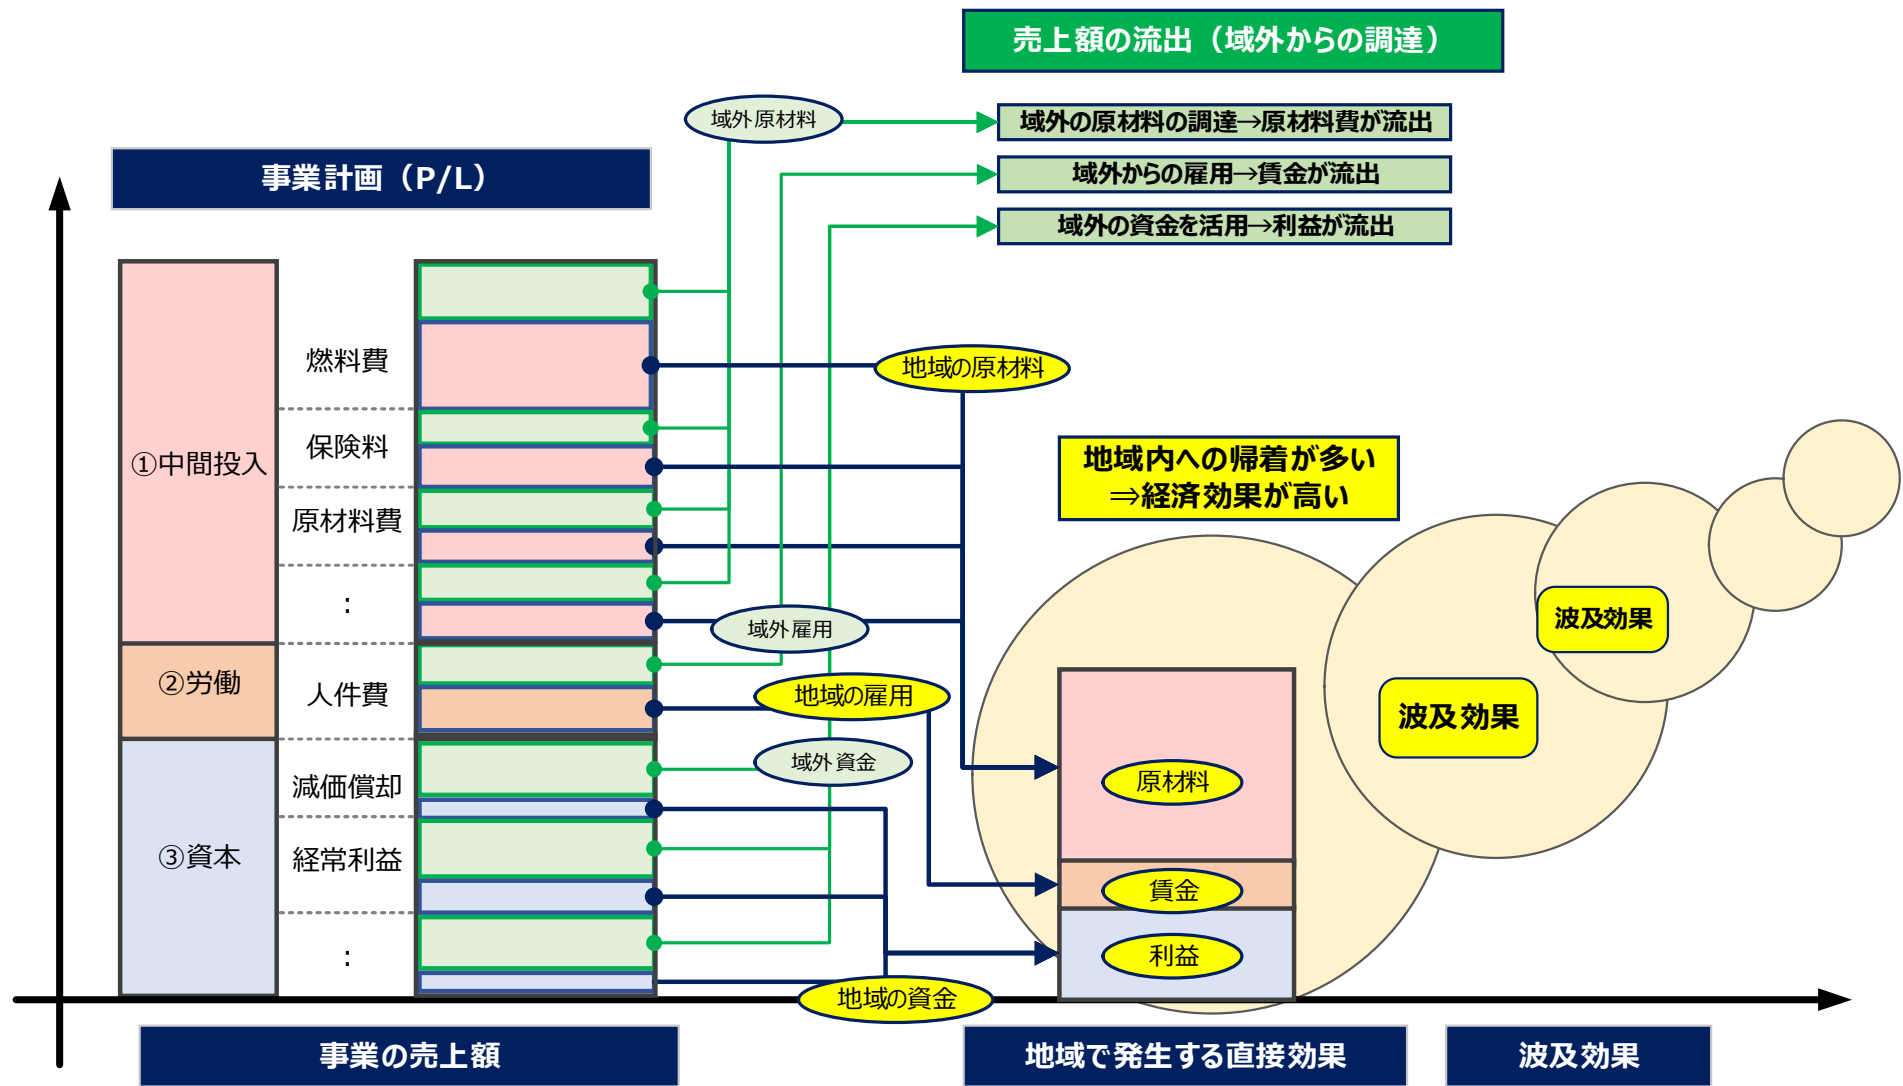 売上額の流出（域外からの調達）
域外原材料
域外の原材料の調達→原材料費が流出
域外からの雇用→賃金が流出
域外の資金を活用→利益が流出
事業計画（P/L）
①中間投入
燃料費
保険料
原材料費
:
②労働
人件費
③資本
減価償却
経常利益
:
地域の原材料
域外雇用
地域の雇用
域外資金
地域の資金
地域内への帰着が多い
⇒経済効果が高い
原材料
賃金
利益
波及効果
波及効果
事業の売上額
地域で発生する直接効果
波及効果